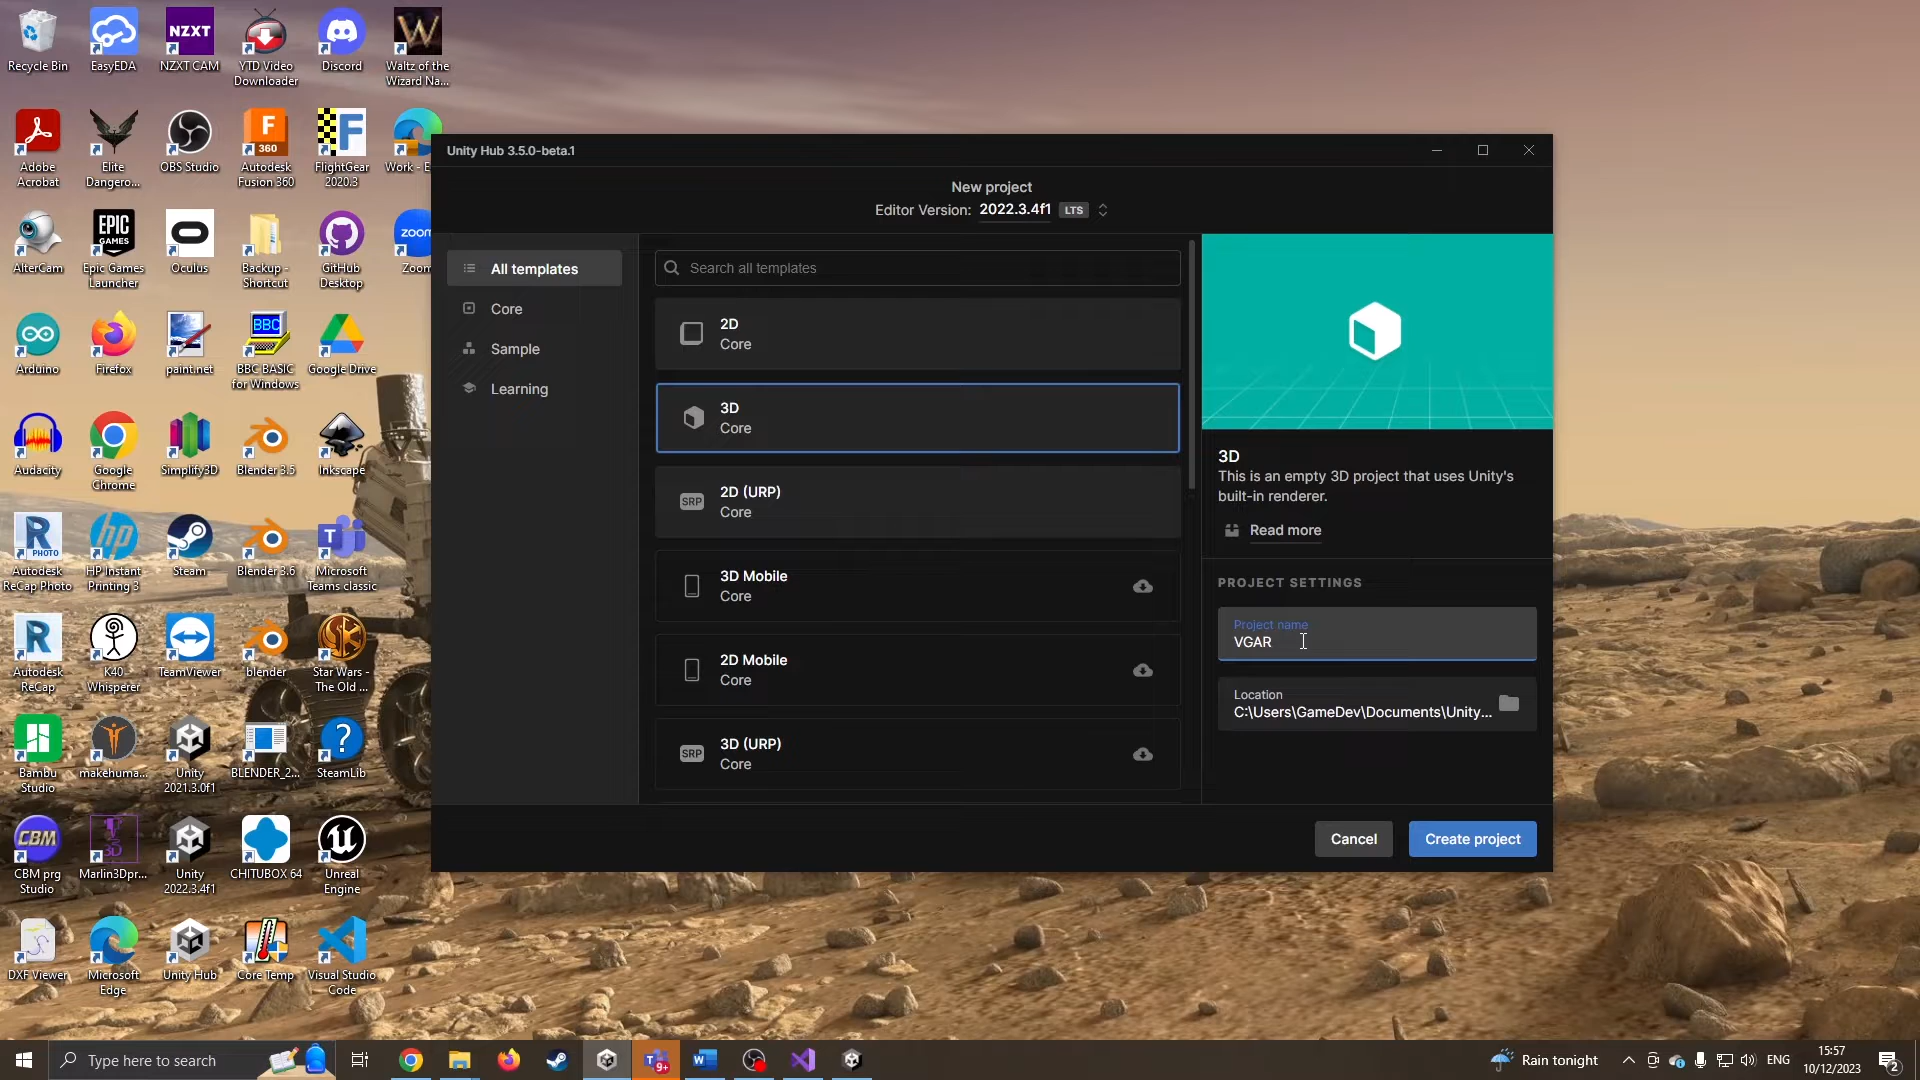 Recycle Bin
EasyEDA
NZXT
NZXT CAM
YTD Video
Downloader
Discord
Waltz of the
Wizard Na...
Adobe
Acrobat
Elite
Dangero...
OBS Studio
F
360
Autodesk
Fusion 360
F
FlightGear
2020.3
Work - E
AlterCam
EPIC
GAMES
Epic Games
Launcher
Oculus
Backup -
Shortcut
GitHub
Desktop
zoom
Zoom
Arduino
Firefox
paint.net
BBC
BBC BASIC
for Windows
Google Drive
Audacity
Google
Chrome
Simplify3D
Blender 3.5
Inkscape
R
PHOTO
Autodesk
ReCap Photo
hp
HP Instant
Printing 3
Steam
Blender 3.6
T
Microsoft
Teams classic
R
Autodesk
ReCap
K40
Whisperer
TeamViewer
blender
Star Wars -
The Old ...
Bambu
Studio
makehuma...
Unity
2021.3.0f1
BLENDER_2...
SteamLib
CBM
CBM prg
Studio
Marlin3Dpr...
Unity
2022.3.4f1
CHITUBOX 64
Unreal
Engine
DXF Viewer
Microsoft
Edge
Unity Hub
Core Temp
Visual Studio
Code
Unity Hub 3.5.0-beta.1
New project
Editor Version: 2022.3.4f1 LTS
All templates
Core
Sample
Learning
Search all templates
2D
Core
3D
Core
SRP
2D (URP)
Core
3D Mobile
Core
2D Mobile
Core
SRP
3D (URP)
Core
3D
This is an empty 3D project that uses Unity's
built-in renderer.
Read more
PROJECT SETTINGS
Project name
VGAR
Location
C:\Users\GameDev\Documents\Unity...
Cancel
Create project
Type here to search
9+
Rain tonight
ENG
15:57
10/12/2023
2